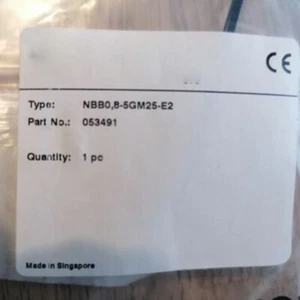 CE
Type: NBB0,8-5GM25-E2
Part No.: 053491
Quantity: 1 pc
Made in Singapore